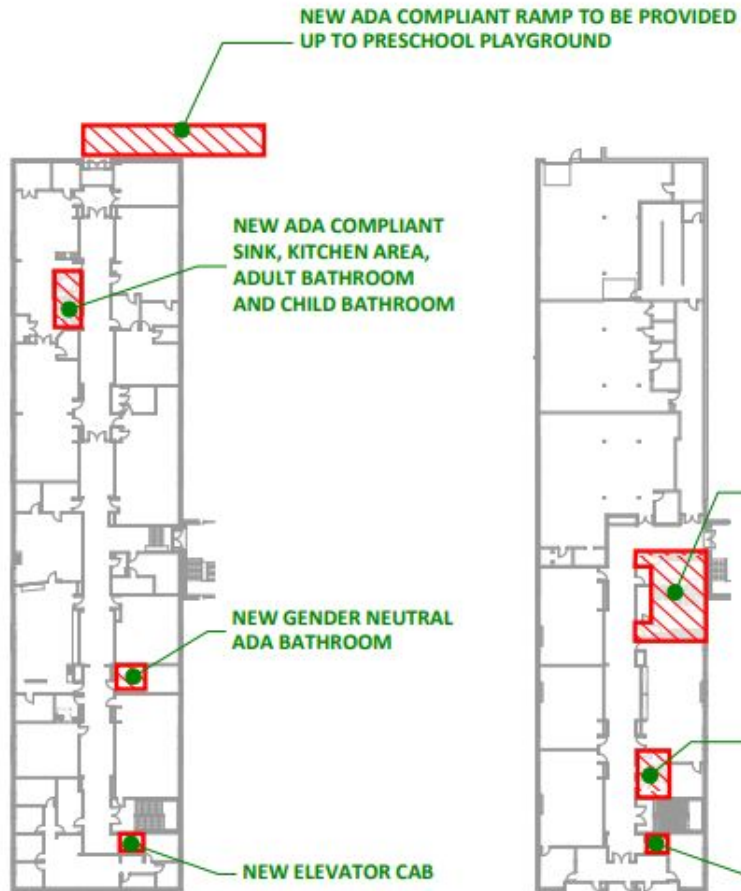 NEW ADA COMPLIANT RAMP TO BE PROVIDED
UP TO PRESCHOOL PLAYGROUND
NEW ADA COMPLIANT
SINK, KITCHEN AREA,
ADULT BATHROOM
AND CHILD BATHROOM
NEW GENDER NEUTRAL
ADA BATHROOM
NEW ELEVATOR CAB